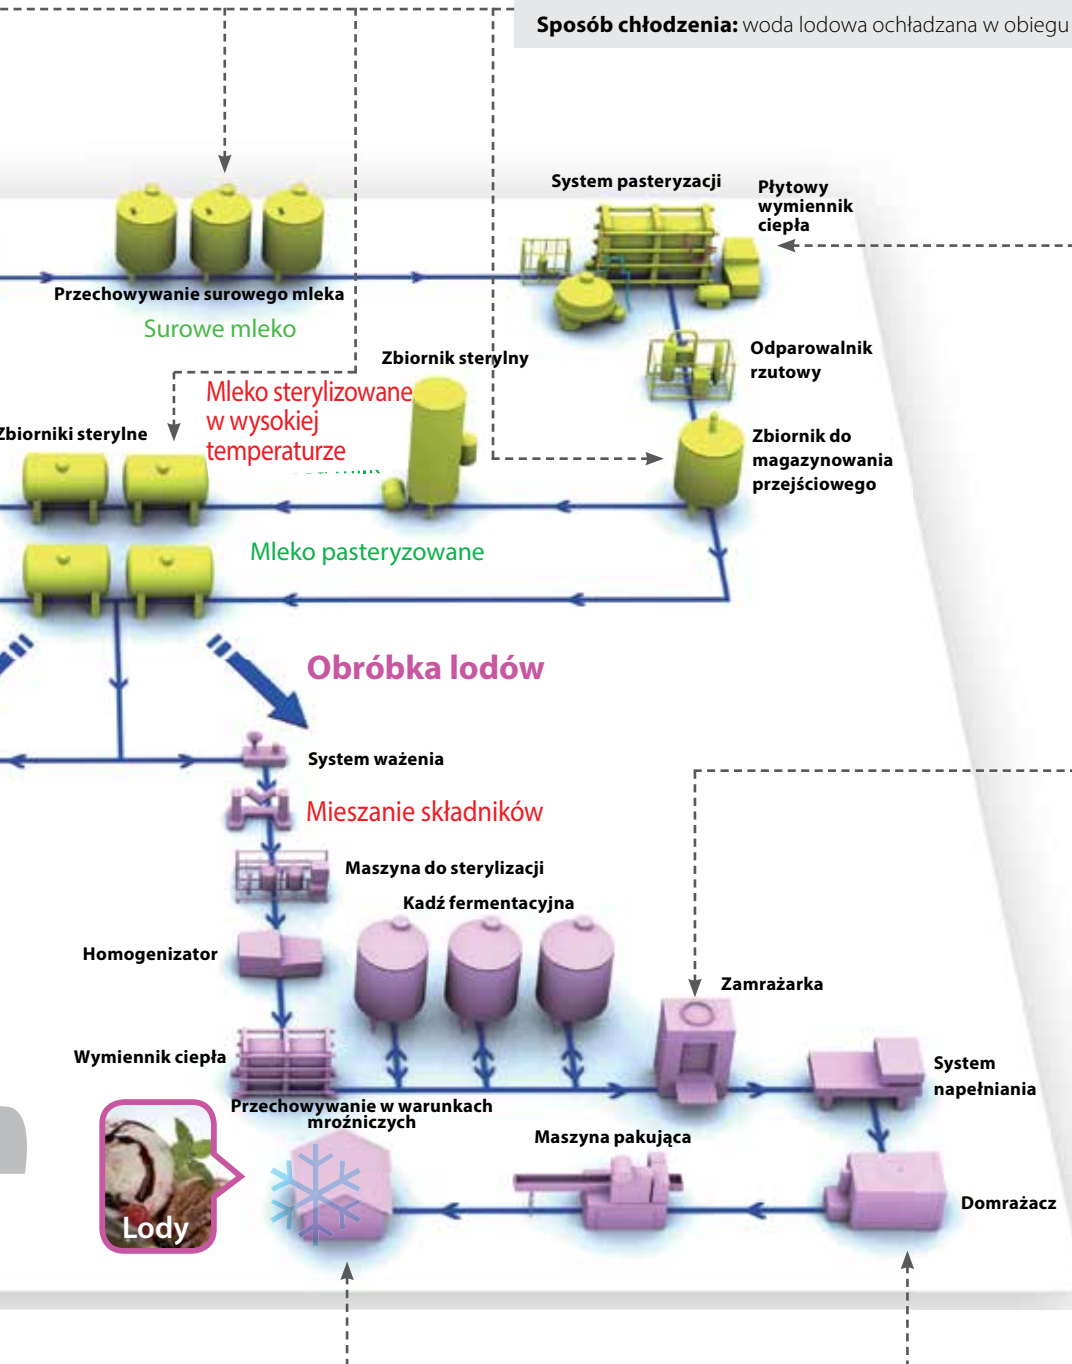 Sposób chłodzenia: woda lodowa ochładzana w obiegu
System pasteryzacji
Płytowy
wymiennik
ciepła
Przechowywanie surowego mleka
Surowe mleko
Zbiornik sterylny
Odparowalnik
rzutowy
Mleko sterylizowane
w wysokiej
temperaturze
Zbiorniki sterylne
Zbiornik do
magazynowania
przejściowego
Mleko pasteryzowane
Obróbka lodów
System ważenia
Mieszanie składników
Maszyna do sterylizacji
Kadź fermentacyjna
Homogenizator
Zamrażarka
Wymiennik ciepła
System
napełniania
Przechowywanie w warunkach
mroźniczych
Maszyna pakująca
Domrażacz
Lody